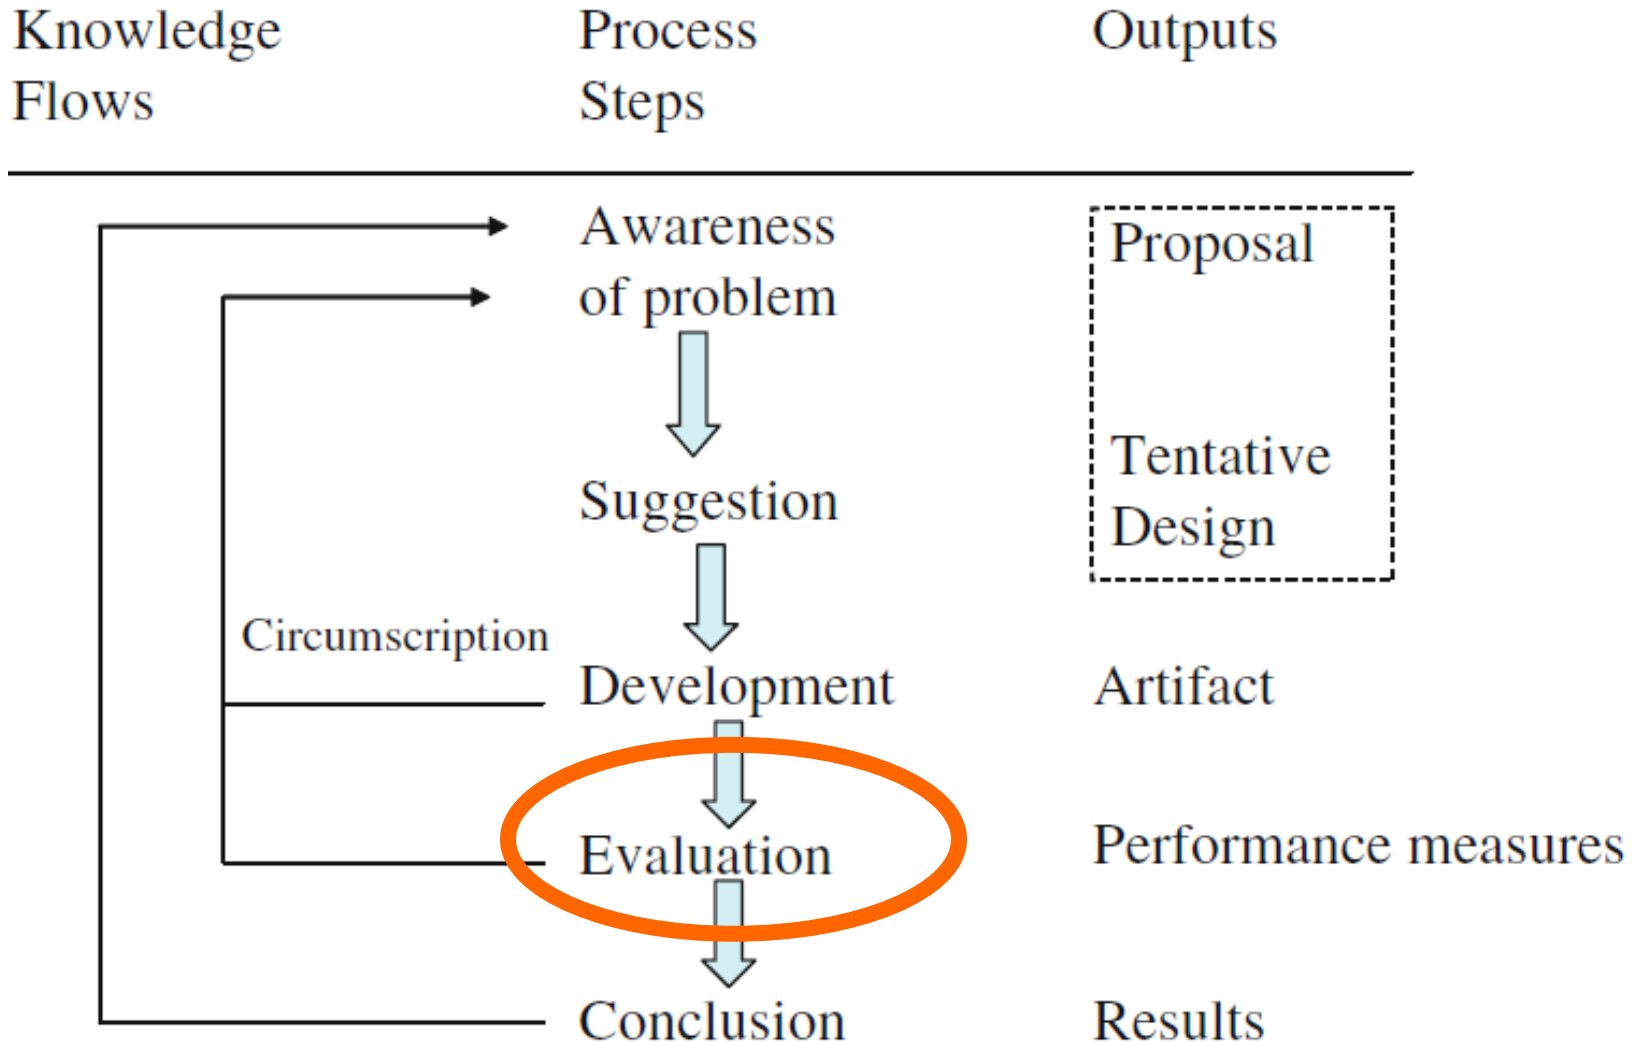 Knowledge
Flows
Process
Steps
Outputs
Awareness
of problem
Proposal
Suggestion
Tentative
Design
Circumscription
Development
Artifact
Evaluation
Performance measures
Conclusion
Results